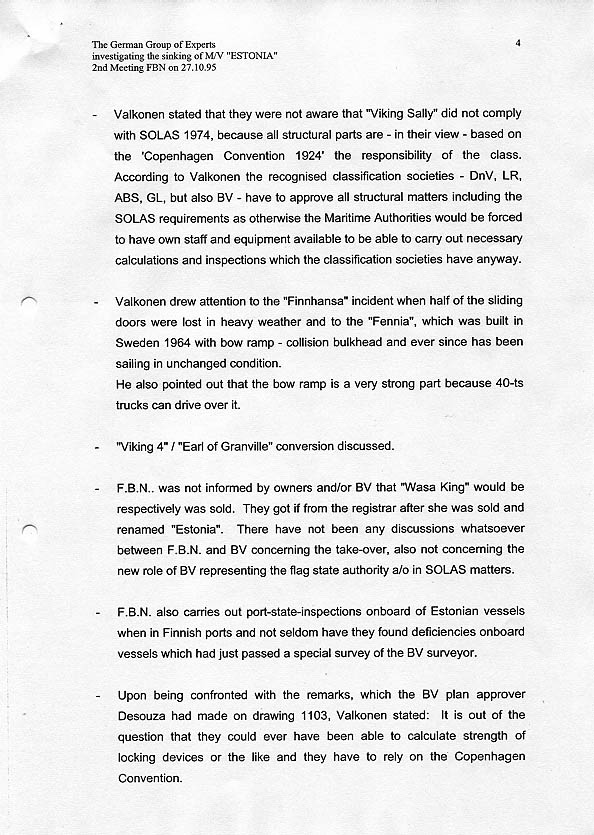 The German Group of Experts
4
investigating the sinking of M/V "ESTONIA"
2nd Meeting FBN on 27.10.95
- Valkonen stated that they were not aware that "Viking Sally" did not comply
with SOLAS 1974, because all structural parts are - in their view - based on
the 'Copenhagen Convention 1924' the responsibility of the class.
According to Valkonen the recognised classification societies - DnV, LR,
ABS, GL, but also BV - have to approve all structural matters including the
SOLAS requirements as otherwise the Maritime Authorities would be forced
to have own staff and equipment available to be able to carry out necessary
calculations and inspections which the classification societies have anyway.
- Valkonen drew attention to the "Finnhansa" incident when half of the sliding
doors were lost in heavy weather and to the "Fennia", which was built in
Sweden 1964 with bow ramp - collision bulkhead and ever since has been
sailing in unchanged condition.
He also pointed out that the bow ramp is a very strong part because 40-ts
trucks can drive over it.
- "Viking 4" / "Earl of Granville" conversion discussed.
- F.B.N.. was not informed by owners and/or BV that "Wasa King" would be
respectively was sold. They got if from the registrar after she was sold and
renamed "Estonia". There have not been any discussions whatsoever
between F.B.N. and BV concerning the take-over, also not concerning the
new role of BV representing the flag state authority a/o in SOLAS matters.
- F.B.N. also carries out port-state-inspections onboard of Estonian vessels
when in Finnish ports and not seldom have they found deficiencies onboard
vessels which had just passed a special survey of the BV surveyor.
- Upon being confronted with the remarks, which the BV plan approver
Desouza had made on drawing 1103, Valkonen stated: It is out of the
question that they could ever have been able to calculate strength of
locking devices or the like and they have to rely on the Copenhagen
Convention.